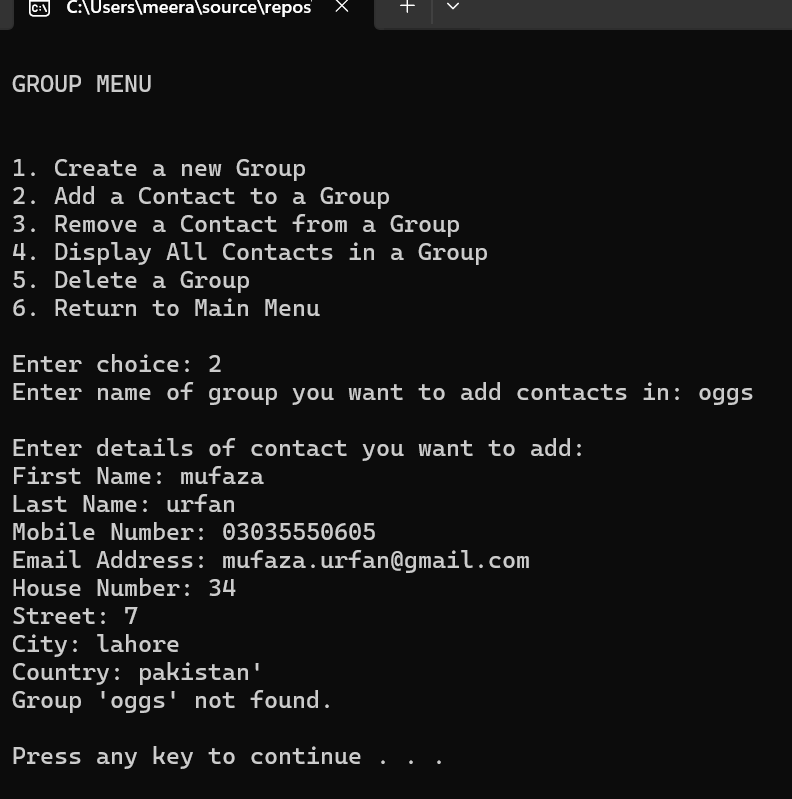 C:\Users\meera\source\repos
GROUP MENU
1. Create a new Group
2. Add a Contact to a Group
3. Remove a Contact from a Group
4. Display All Contacts in a Group
5. Delete a Group
6. Return to Main Menu
Enter choice: 2
Enter name of group you want to add contacts in: oggs
Enter details of contact you want to add:
First Name: mufaza
Last Name: urfan
Mobile Number: 03035550605
Email Address: mufaza.urfan@gmail.com
House Number: 34
Street: 7
City: lahore
Country: pakistan'
Group 'oggs' not found.
Press any key to continue . . .